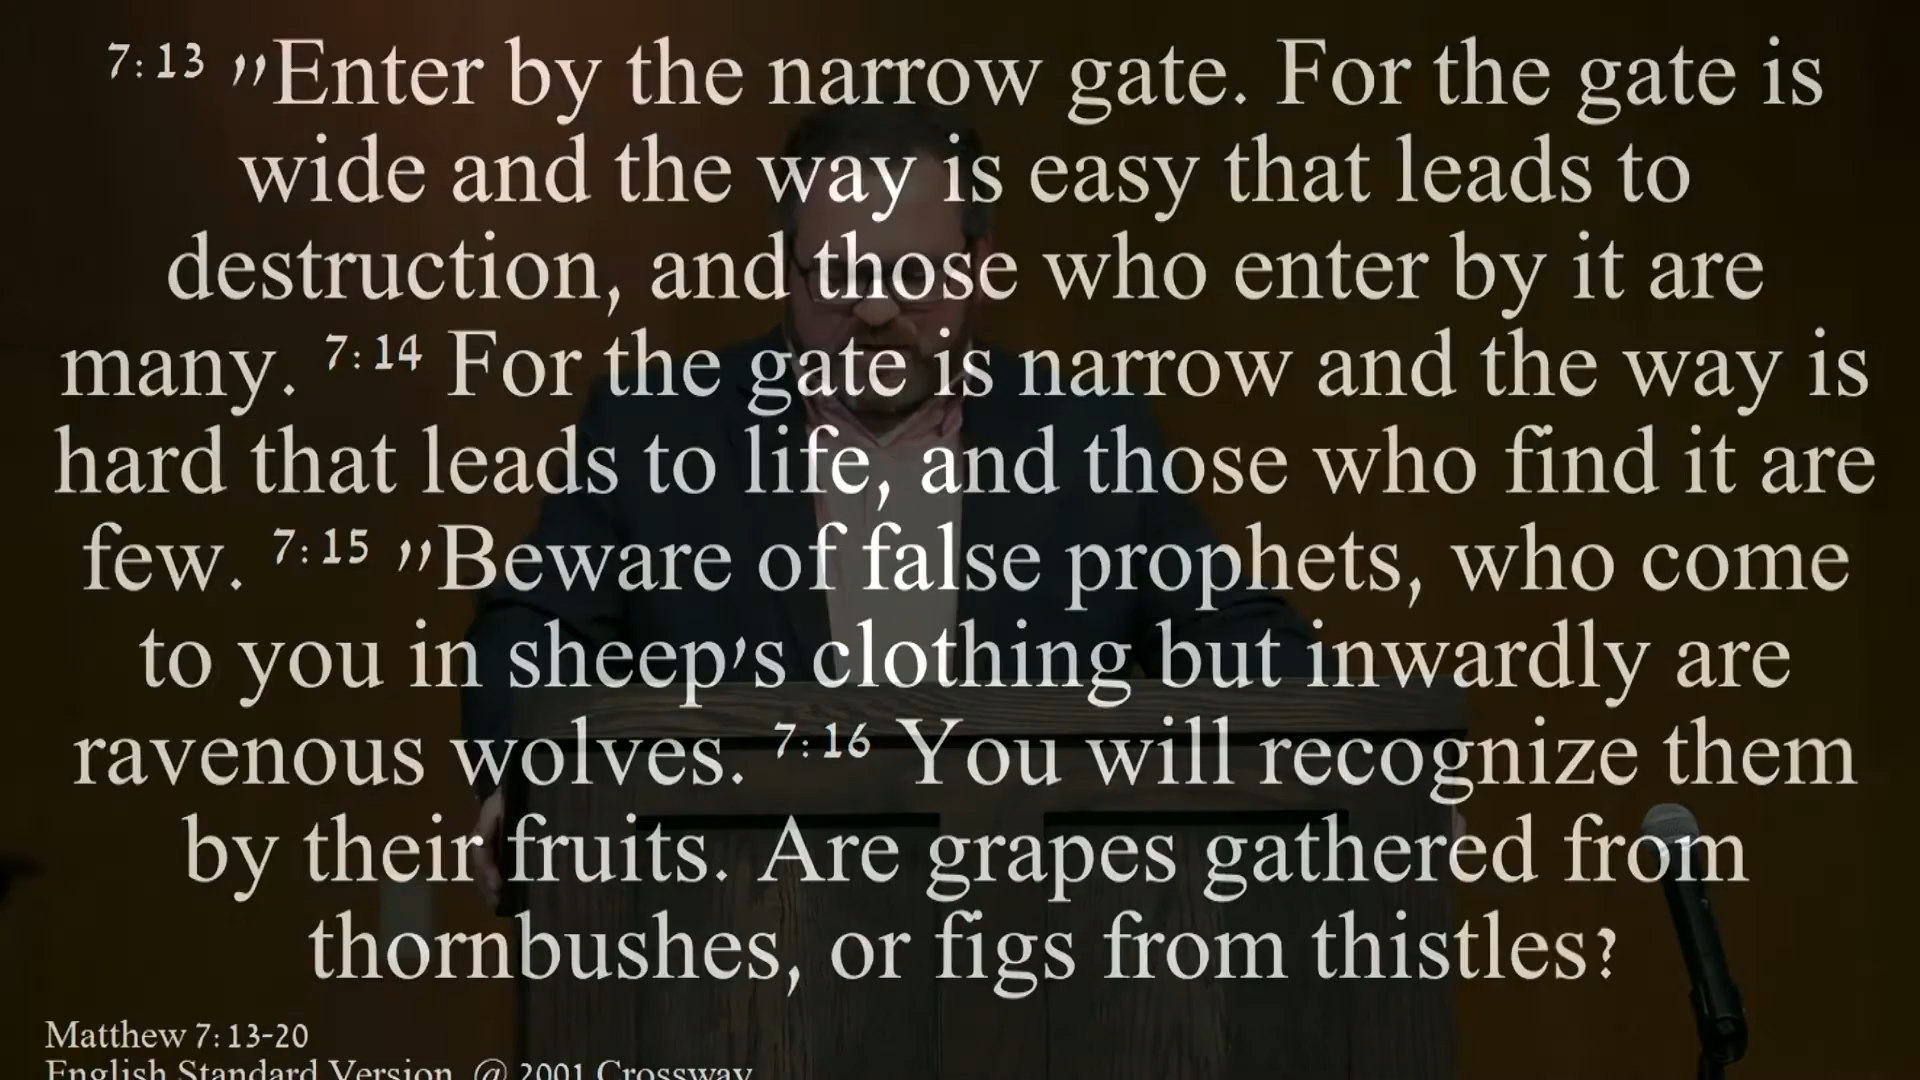 7:13 "Enter by the narrow gate. For the gate is
wide and the way is easy that leads to
destruction, and those who enter by it are
many. 7:14 For the gate is narrow and the way is
hard that leads to life, and those who find it are
few. 7:15 "Beware of false prophets, who come
to you in sheep's clothing but inwardly are
ravenous wolves. 7:16 You will recognize them
by their fruits. Are grapes gathered from
thornbushes, or figs from thistles?
Matthew 7:13-20
English Standard Version, @ 2001 Crossway